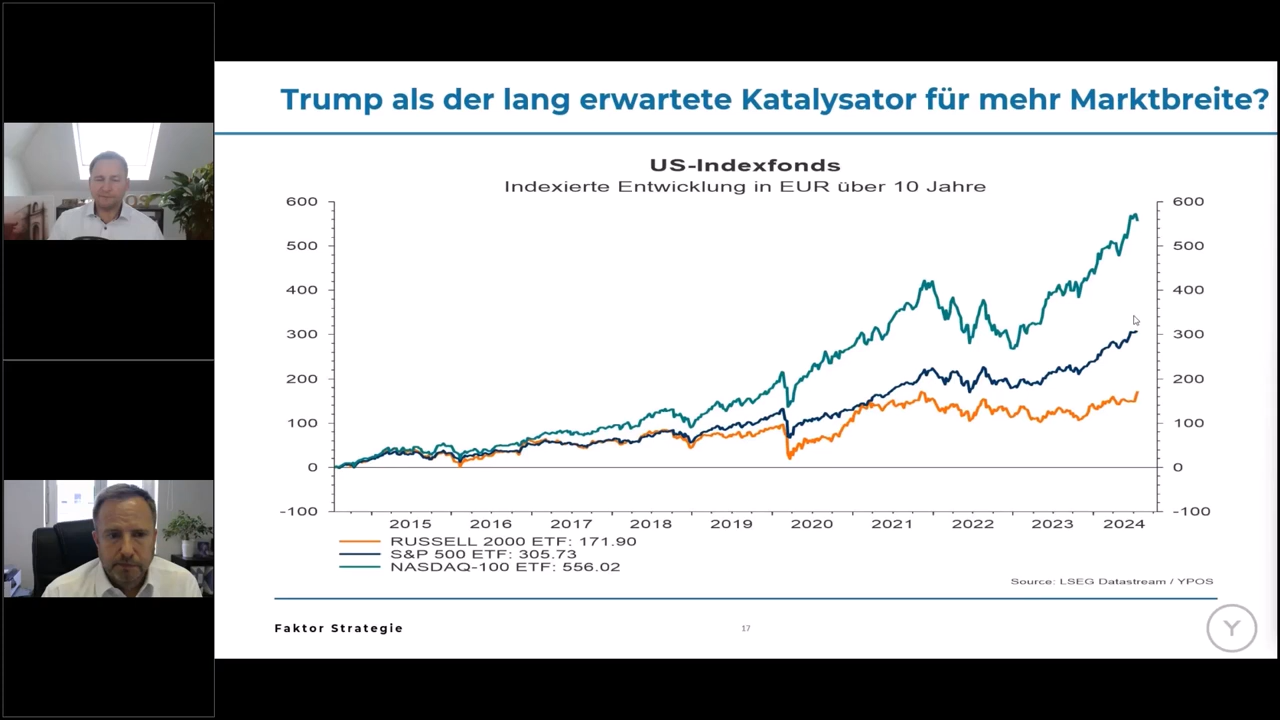 Trump als der lang erwartete Katalysator für mehr Marktbreite?
US-Indexfonds
Indexierte Entwicklung in EUR über 10 Jahre
600 600
500 500
400 400
300 300
200 200
100 100
0 0
-100 -100
2015 2016 2017 2018 2019 2020 2021 2022 2023 2024
RUSSELL 2000 ETF: 171.90
S&P 500 ETF: 305.73
NASDAQ-100 ETF: 556.02
Source: LSEG Datastream / YPOS
Faktor Strategie 17 Y